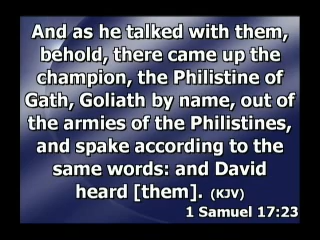 And as he talked with them,
behold, there came up the
champion, the Philistine of
Gath, Goliath by name, out of
the armies of the Philistines,
and spake according to the
same words: and David
heard [them]. (KJV)
1 Samuel 17:23